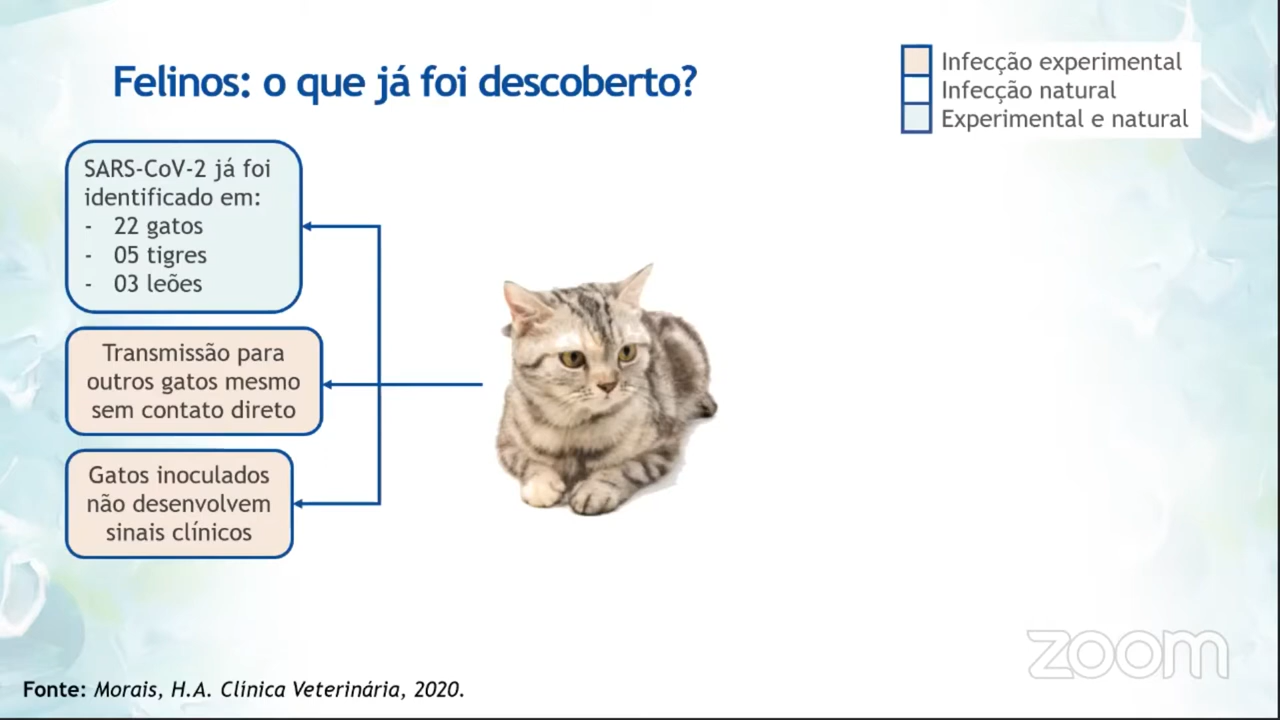 Felinos: o que já foi descoberto?
Infecção experimental
Infecção natural
Experimental e natural
SARS-CoV-2 já foi
identificado em:
- 22 gatos
- 05 tigres
- 03 leões
Transmissão para
outros gatos mesmo
sem contato direto
Gatos inoculados
não desenvolvem
sinais clínicos
zoom
Fonte: Morais, H.A. Clínica Veterinária, 2020.